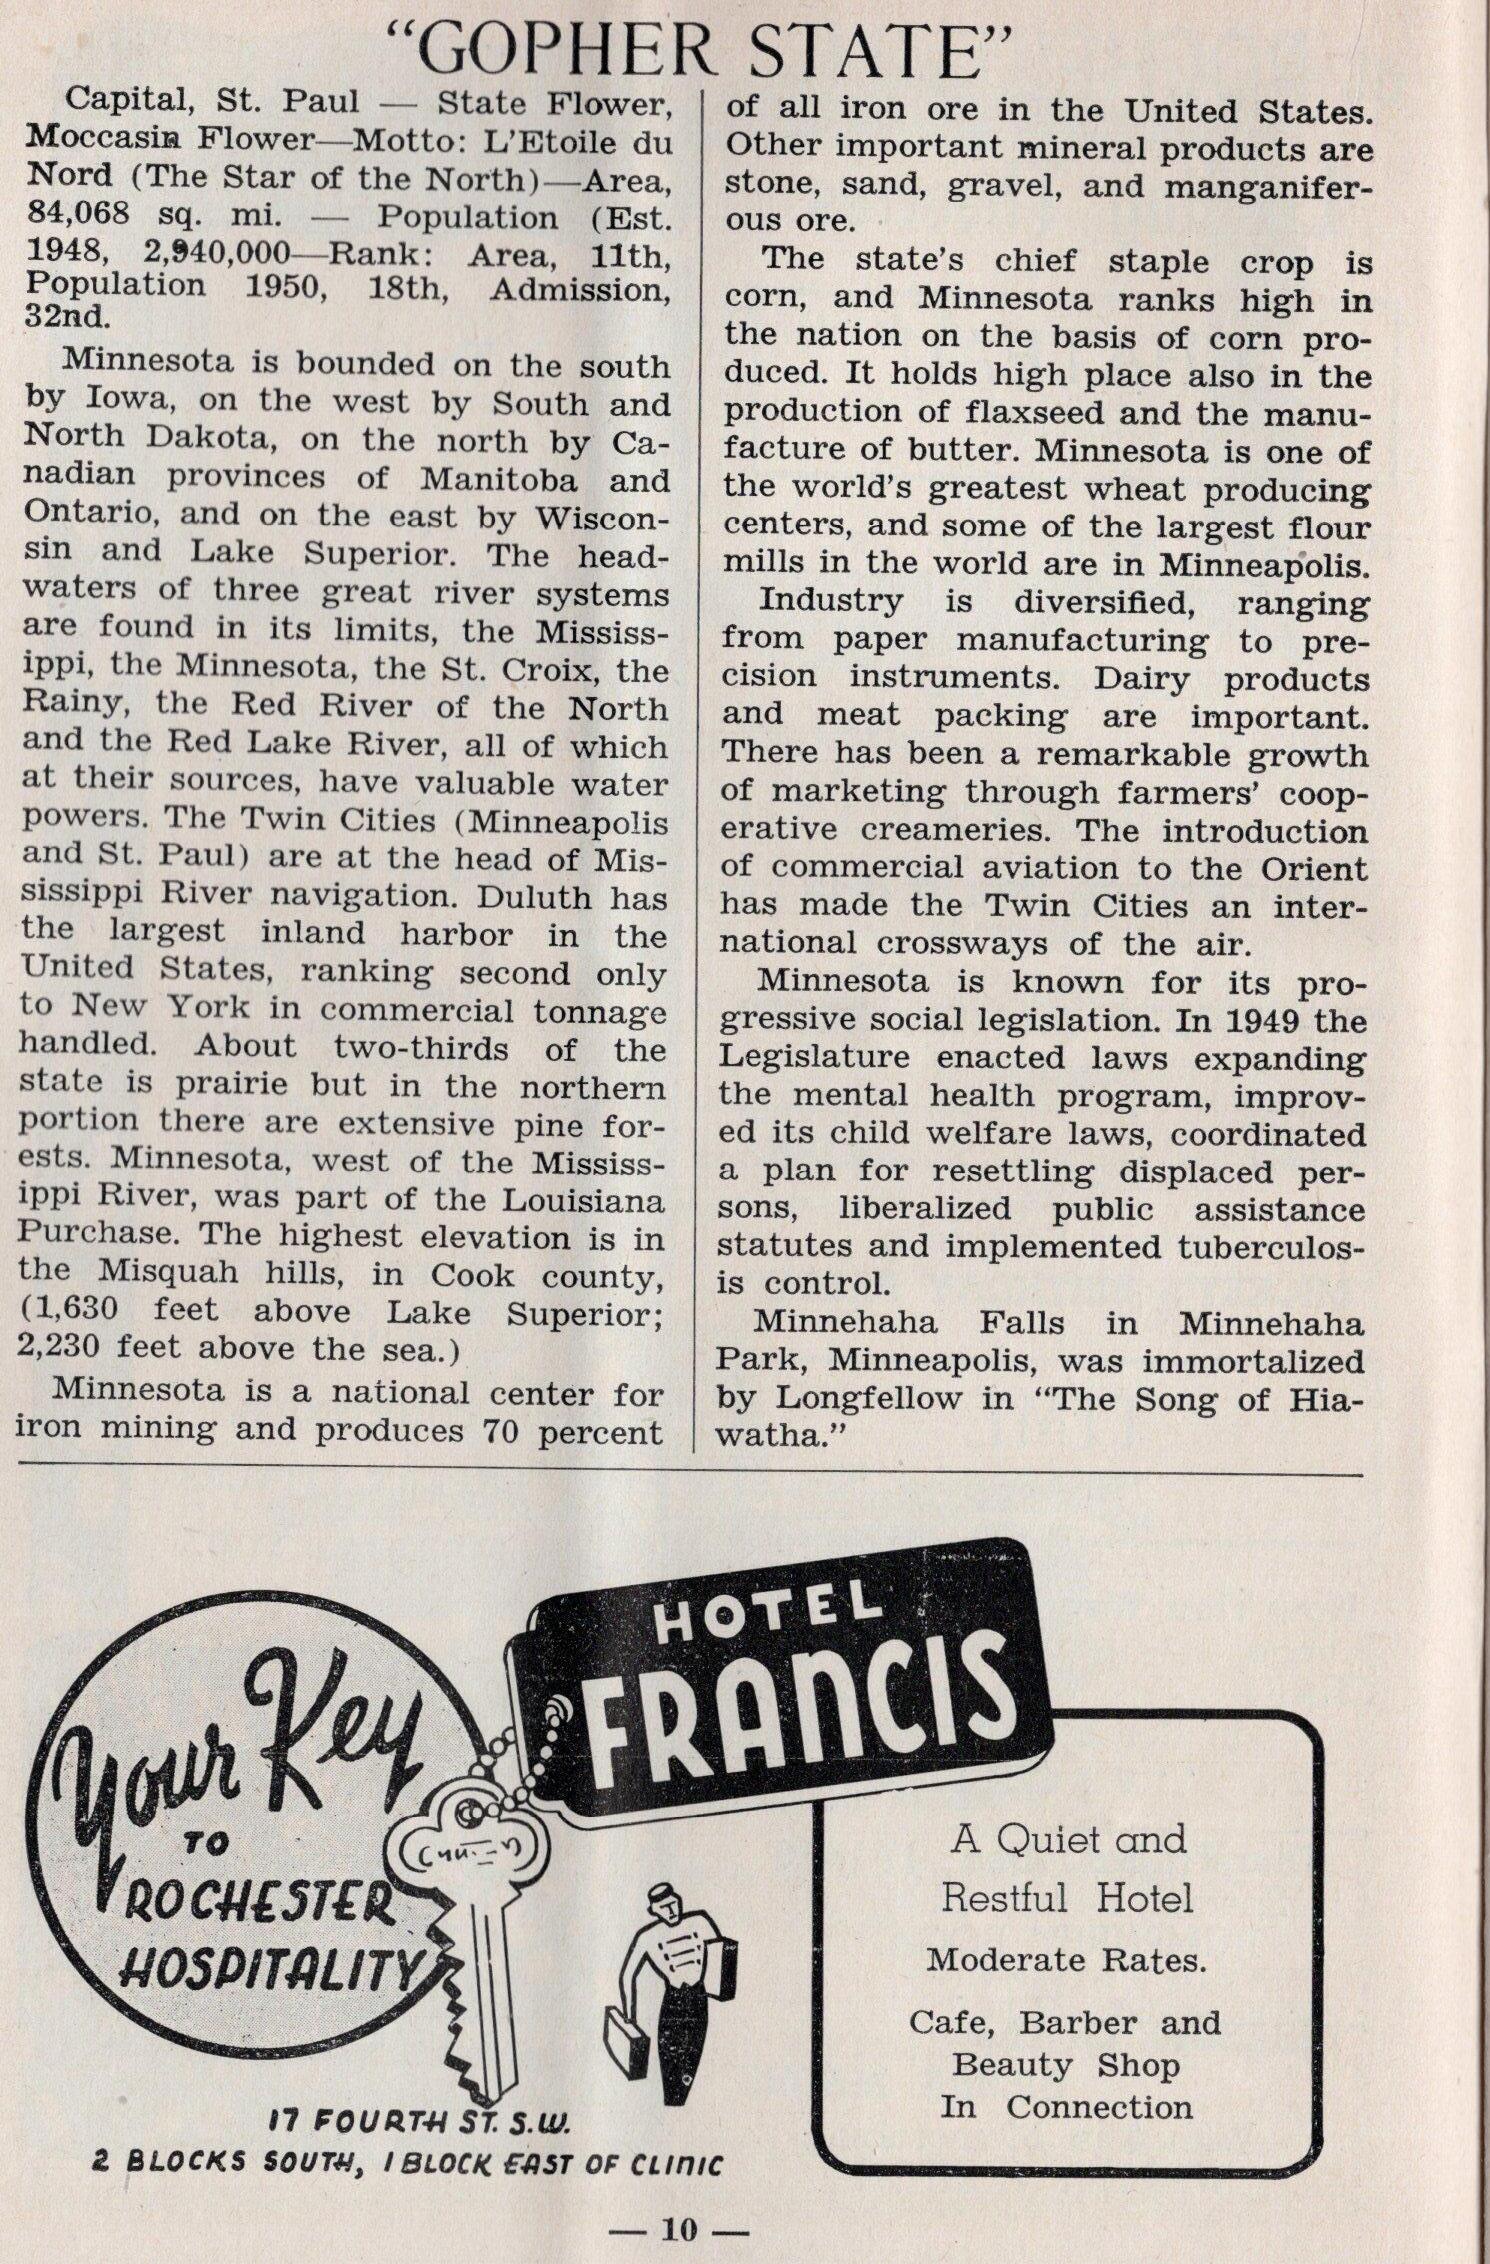 “GOPHER STATE”
Capital, St. Paul — State Flower,
Moccasin Flower—Motto: L’Etoile du
Nord (The Star of the North)—Area,
84,068 sq. mi. — Population (Est.
1948, 2,940,000—Rank: Area, 11th,
Population 1950, 18th, Admission,
32nd.
Minnesota is bounded on the south
by Iowa, on the west by South and
North Dakota, on the north by Ca-
nadian provinces of Manitoba and
Ontario, and on the east by Wiscon-
sin and Lake Superior. The head-
waters of three great river systems
are found in its limits, the Mississ-
ippi, the Minnesota, the St. Croix, the
Rainy, the Red River of the North
and the Red Lake River, all of which
at their sources, have valuable water
powers. The Twin Cities (Minneapolis
and St. Paul) are at the head of Mis-
sissippi River navigation. Duluth has
the largest inland harbor in the
United States, ranking second only
to New York in commercial tonnage
handled. About two-thirds of the
state is prairie but in the northern
portion there are extensive pine for-
ests. Minnesota, west of the Mississ-
ippi River, was part of the Louisiana
Purchase. The highest elevation is in
the Misquah hills, in Cook county,
(1,630 feet above Lake Superior;
2,230 feet above the sea.)
Minnesota is a national center for
iron mining and produces 70 percent
of all iron ore in the United States.
Other important mineral products are
stone, sand, gravel, and manganifer-
ous ore.
The state’s chief staple crop is
corn, and Minnesota ranks high in
the nation on the basis of corn pro-
duced. It holds high place also in the
production of flaxseed and the manu-
facture of butter. Minnesota is one of
the world’s greatest wheat producing
centers, and some of the largest flour
mills in the world are in Minneapolis.
Industry is diversified, ranging
from paper manufacturing to pre-
cision instruments. Dairy products
and meat packing are important.
There has been a remarkable growth
of marketing through farmers’ coop-
erative creameries. The introduction
of commercial aviation to the Orient
has made the Twin Cities an inter-
national crossways of the air.
Minnesota is known for its pro-
gressive social legislation. In 1949 the
Legislature enacted laws expanding
the mental health program, improv-
ed its child welfare laws, coordinated
a plan for resettling displaced per-
sons, liberalized public assistance
statutes and implemented tuberculos-
is control.
Minnehaha Falls in Minnehaha
Park, Minneapolis, was immortalized
by Longfellow in “The Song of Hia-
watha.”
HOTEL
FRANCIS
Your Key
TO
ROCHESTER
HOSPITALITY
17 FOURTH ST. S.W.
2 BLOCKS SOUTH, 1 BLOCK EAST OF CLINIC
A Quiet and
Restful Hotel
Moderate Rates.
Cafe, Barber and
Beauty Shop
In Connection
— 10 —